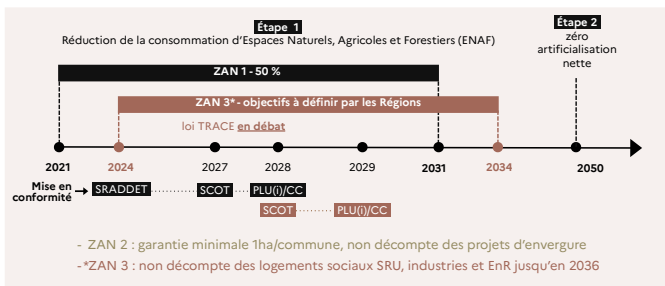 Étape 1
Réduction de la consommation d'Espaces Naturels, Agricoles et Forestiers (ENAF)
Étape 2
zéro
artificialisation
nette
ZAN 1 - 50 %
ZAN 3* - objectifs à définir par les Régions
loi TRACE en débat
2021 2024 2027 2028 2029 2031 2034 2050
Mise en
conformité
SRADDET SCOT PLU(i)/CC
SCOT PLU(i)/CC
- ZAN 2 : garantie minimale 1ha/commune, non décompte des projets d'envergure
-*ZAN 3 : non décompte des logements sociaux SRU, industries et EnR jusqu'en 2036